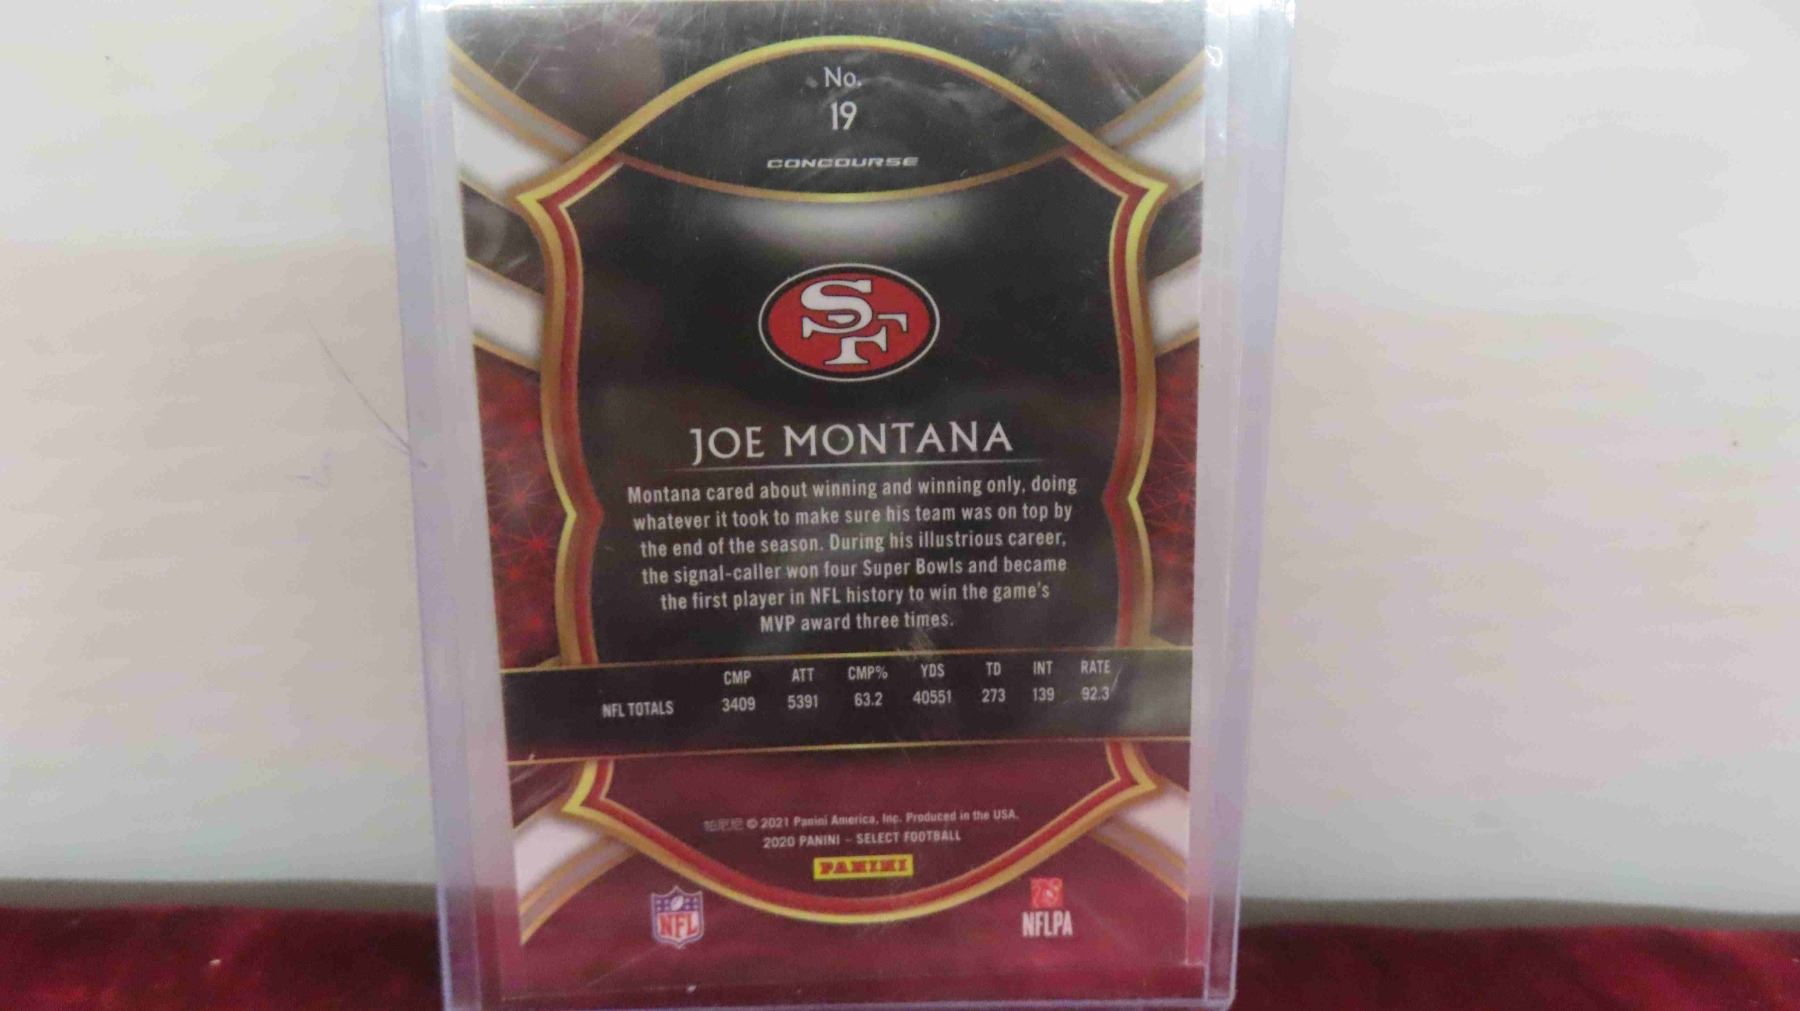 No.
19
CONCOURSE
SF
JOE MONTANA
Montana cared about winning and winning only, doing
whatever it took to make sure his team was on top by
the end of the season. During his illustrious career,
the signal-caller won four Super Bowls and became
the first player in NFL history to win the game's
MVP award three times.
CMP ATT CMP% YDS TD INT RATE
NFL TOTALS 3409 5391 63.2 40551 273 139 92.3
帕尼尼 © 2021 Panini America, Inc. Produced in the USA.
2020 PANINI – SELECT FOOTBALL
PANINI
NFL
NFLPA